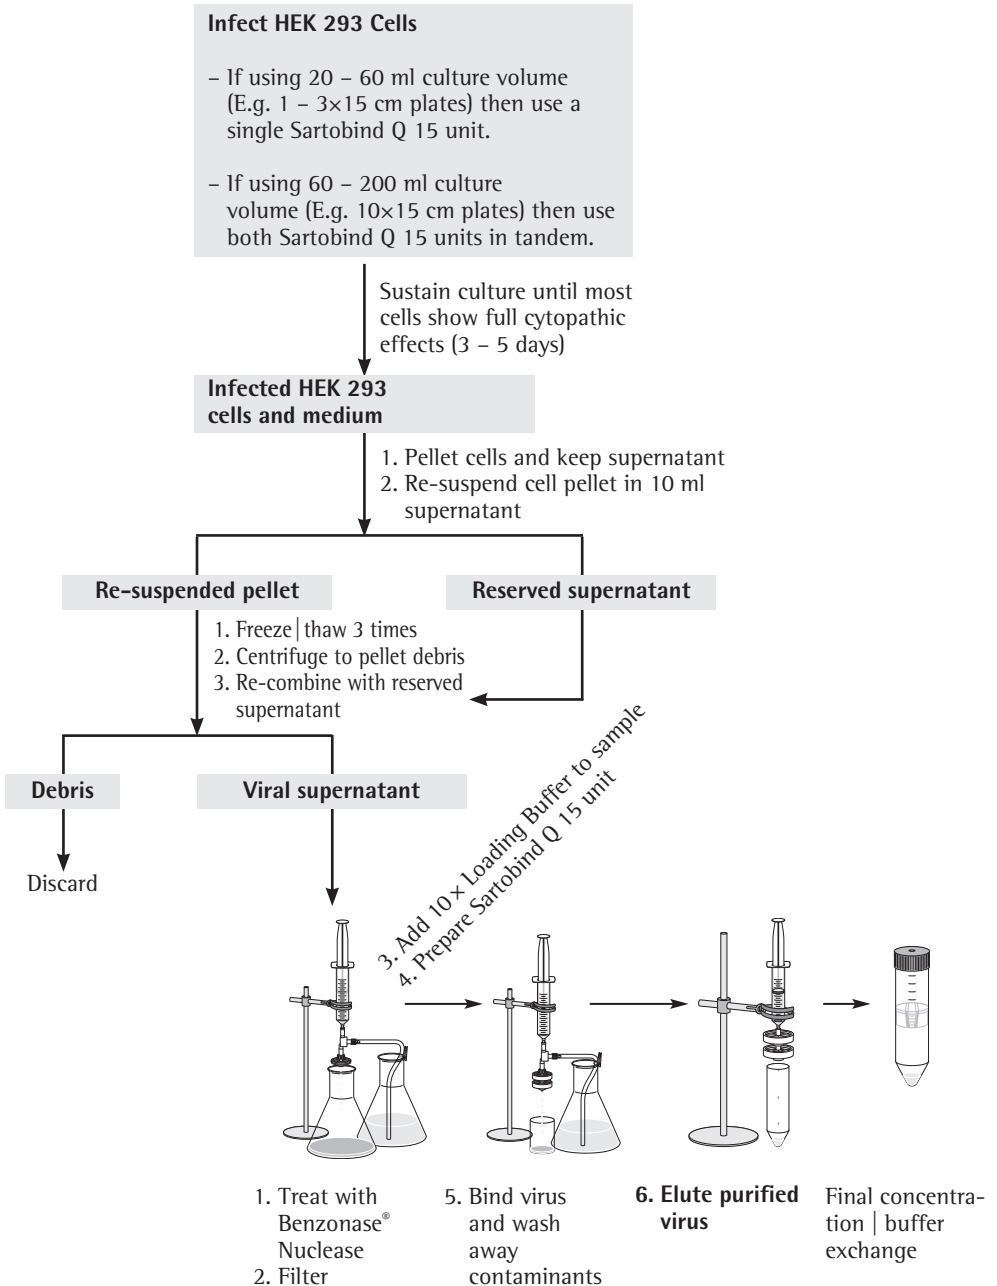 Infect HEK 293 Cells
– If using 20 – 60 ml culture volume
(E.g. 1 – 3×15 cm plates) then use a
single Sartobind Q 15 unit.
– If using 60 – 200 ml culture
volume (E.g. 10×15 cm plates) then use
both Sartobind Q 15 units in tandem.
Sustain culture until most
cells show full cytopathic
effects (3 – 5 days)
Infected HEK 293
cells and medium
1. Pellet cells and keep supernatant
2. Re-suspend cell pellet in 10 ml
supernatant
Re-suspended pellet
Reserved supernatant
1. Freeze|thaw 3 times
2. Centrifuge to pellet debris
3. Re-combine with reserved
supernatant
Debris
Viral supernatant
Discard
3. Add 10× Loading Buffer to sample
4. Prepare Sartobind Q 15 unit
1. Treat with
Benzonase®
Nuclease
2. Filter
5. Bind virus
and wash
away
contaminants
6. Elute purified
virus
Final concentra-
tion | buffer
exchange